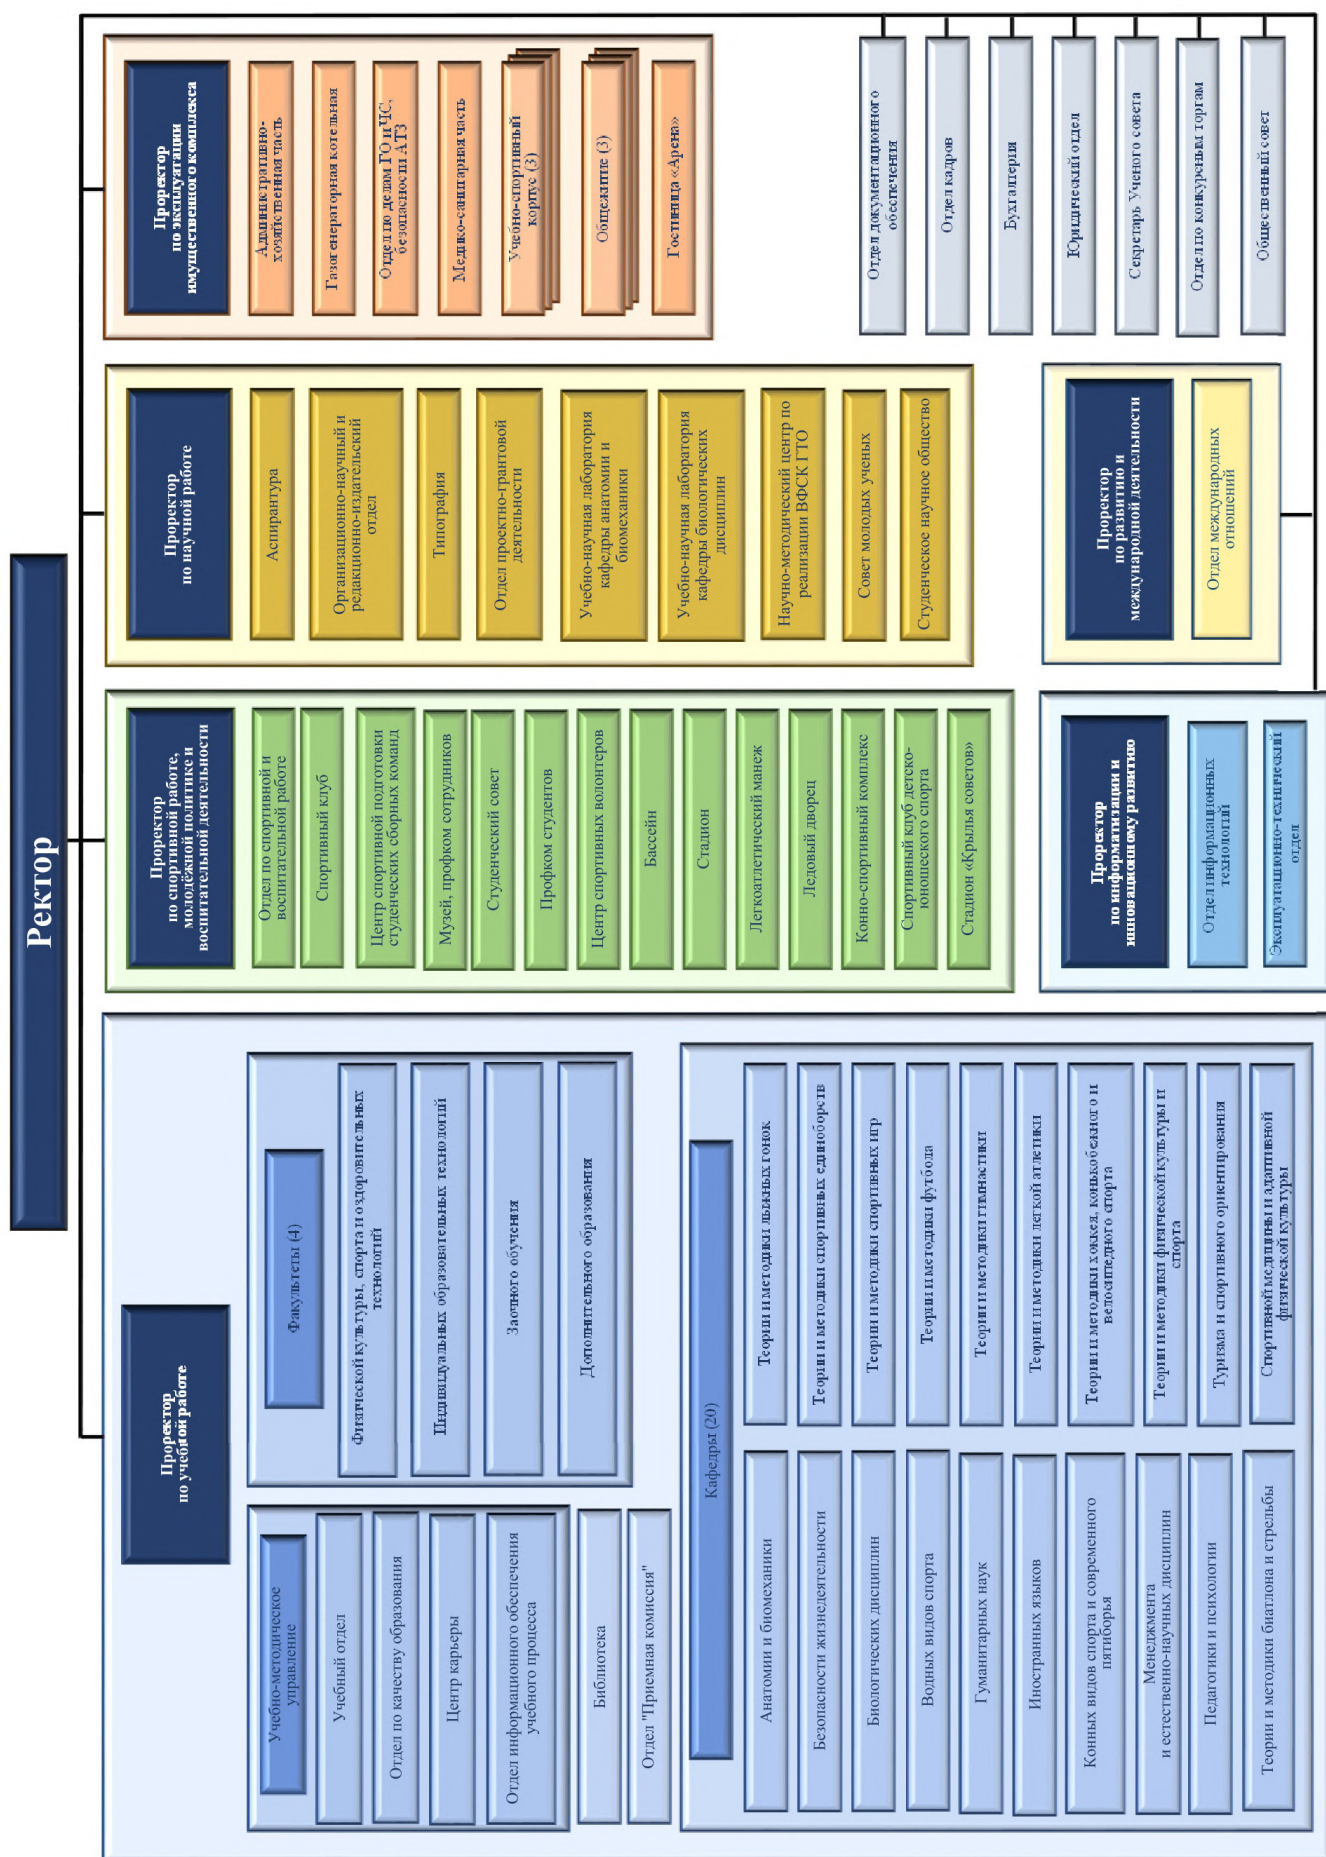 Ректор
Проректор
по учебной работе
Учебно-методическое
управление
Учебный отдел
Отдел по качеству образования
Центр карьеры
Отдел информационного обеспечения
учебного процесса
Библиотека
Отдел "Приемная комиссия"
Факультеты (4)
Физической культуры, спорта и оздоровительных
технологий
Индивидуальных образовательных технологий
Заочного обучения
Дополнительного образования
Кафедры (20)
Анатомии и биомеханики
Безопасности жизнедеятельности
Биологических дисциплин
Водных видов спорта
Гуманитарных наук
Иностранных языков
Конных видов спорта и современного
пятиборья
Менеджмента
и естественно-научных дисциплин
Педагогики и психологии
Теории и методики биатлона и стрельбы
Теории и методики лыжных гонок
Теории и методики спортивных единоборств
Теории и методики спортивных игр
Теории и методики футбола
Теории и методики гимнастики
Теории и методики легкой атлетики
Теории и методики хоккея, конькобежного и
велосипедного спорта
Теории и методики физической культуры и
спорта
Туризма и спортивного ориентирования
Спортивной медицины и адаптивной
физической культуры
Проректор
по спортивной работе,
молодёжной политике и
воспитательной деятельности
Отдел по спортивной и
воспитательной работе
Спортивный клуб
Центр спортивной подготовки
студенческих сборных команд
Музей, профком сотрудников
Студенческий совет
Профком студентов
Центр спортивных волонтеров
Бассейн
Стадион
Легкоатлетический манеж
Ледовый дворец
Конно-спортивный комплекс
Спортивный клуб детско-
юношеского спорта
Стадион «Крылья советов»
Проректор
по информатизации и
инновационному развитию
Отдел информационных
технологий
Эксплуатационно-технический
отдел
Проректор
по научной работе
Аспирантура
Организационно-научный и
редакционно-издательский
отдел
Типография
Отдел проектно-грантовой
деятельности
Учебно-научная лаборатория
кафедры анатомии и
биомеханики
Учебно-научная лаборатория
кафедры биологических
дисциплин
Научно-методический центр по
реализации ВФСК ГТО
Совет молодых ученых
Студенческое научное общество
Проректор
по развитию и
международной деятельности
Отдел международных
отношений
Проректор
по эксплуатации
имущественного комплекса
Административно-
хозяйственная часть
Газогенераторная котельная
Отдел по делам ГО и ЧС,
безопасности АТЗ
Медико-санитарная часть
Учебно-спортивный
корпус (3)
Общежитие (3)
Гостиница «Арена»
Отдел документационного
обеспечения
Отдел кадров
Бухгалтерия
Юридический отдел
Секретарь Ученого совета
Отдел по конкурсным торгам
Общественный совет